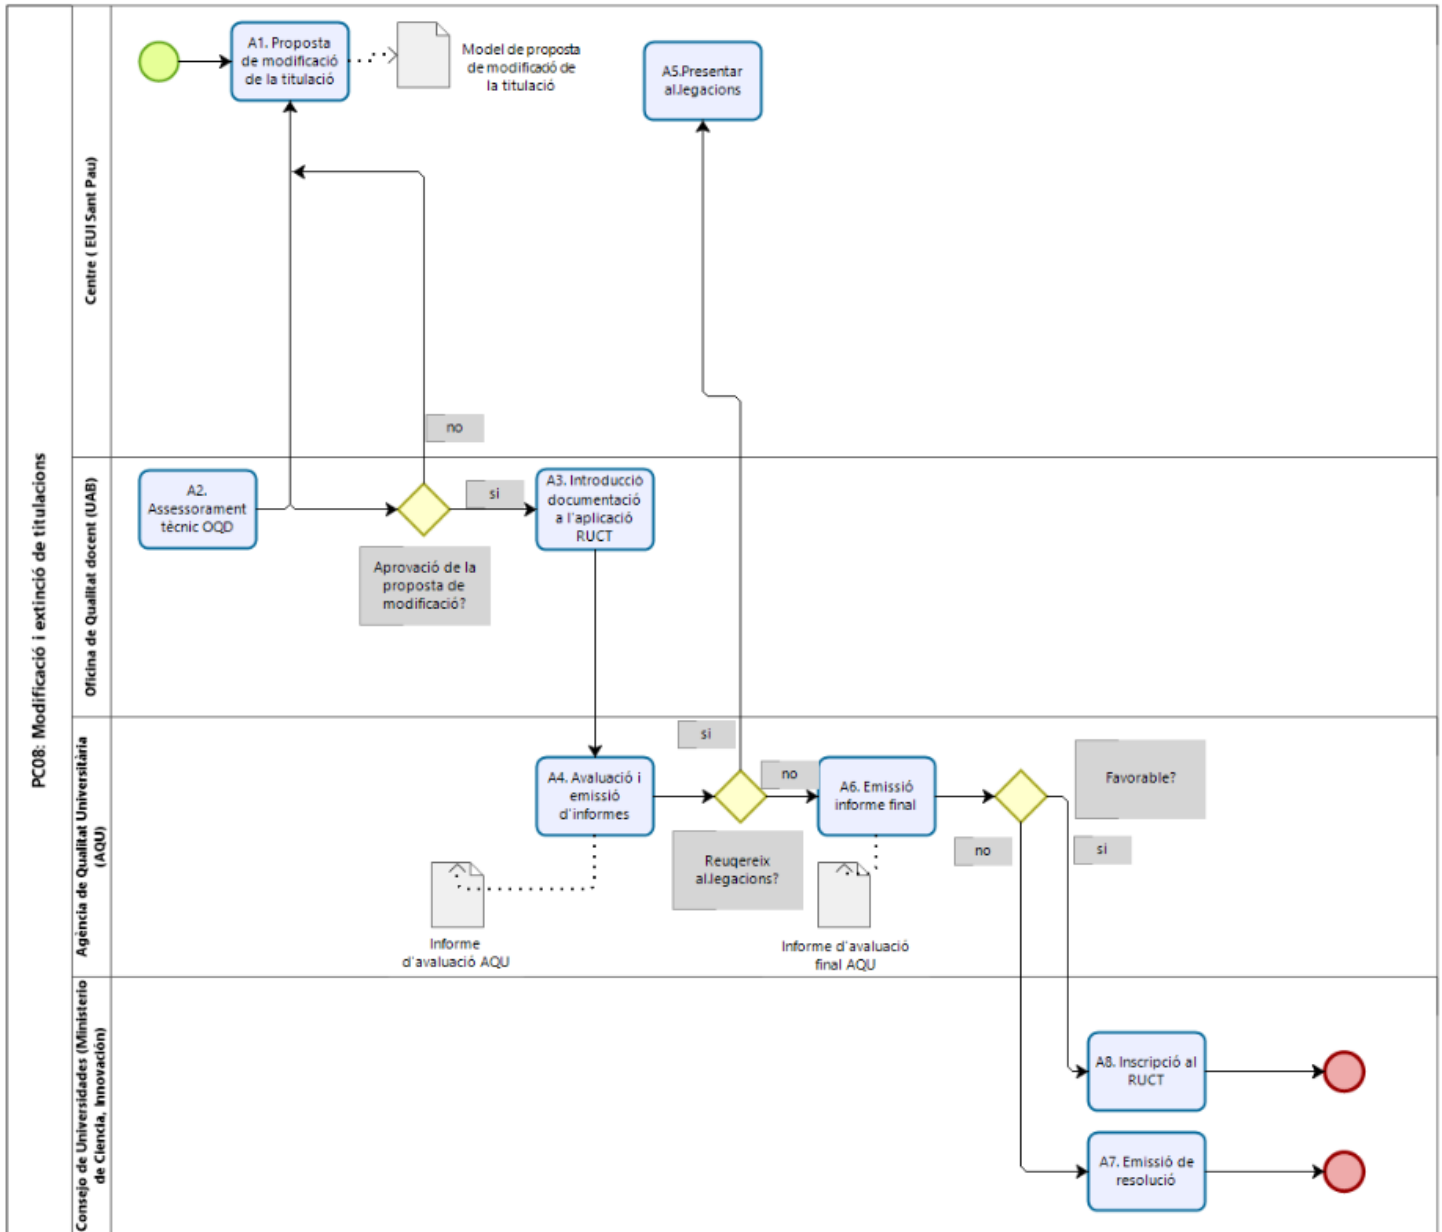 PC08: Modificació i extinció de titulacions
Centre ( EUI Sant Pau)
A1. Proposta
de modificació
de la titulació
Model de proposta
de modificació de
la titulació
A5.Presentar
al.legacions
no
Oficina de Qualitat docent (UAB)
A2.
Assessorament
tècnic OQD
si
A3. Introducció
documentació
a l'aplicació
RUCT
Aprovació de la
proposta de
modificació?
Agència de Qualitat Universitària
(AQU)
si
A4. Avaluació i
emissió
d'informes
no
A6. Emissió
informe final
Favorable?
Reuqereix
al.legacions?
no
si
Informe
d'avaluació AQU
Informe d'avaluació
final AQU
Consejo de Universidades (Ministerio
de Ciencia, Innovación)
A8. Inscripció al
RUCT
A7. Emissió de
resolució